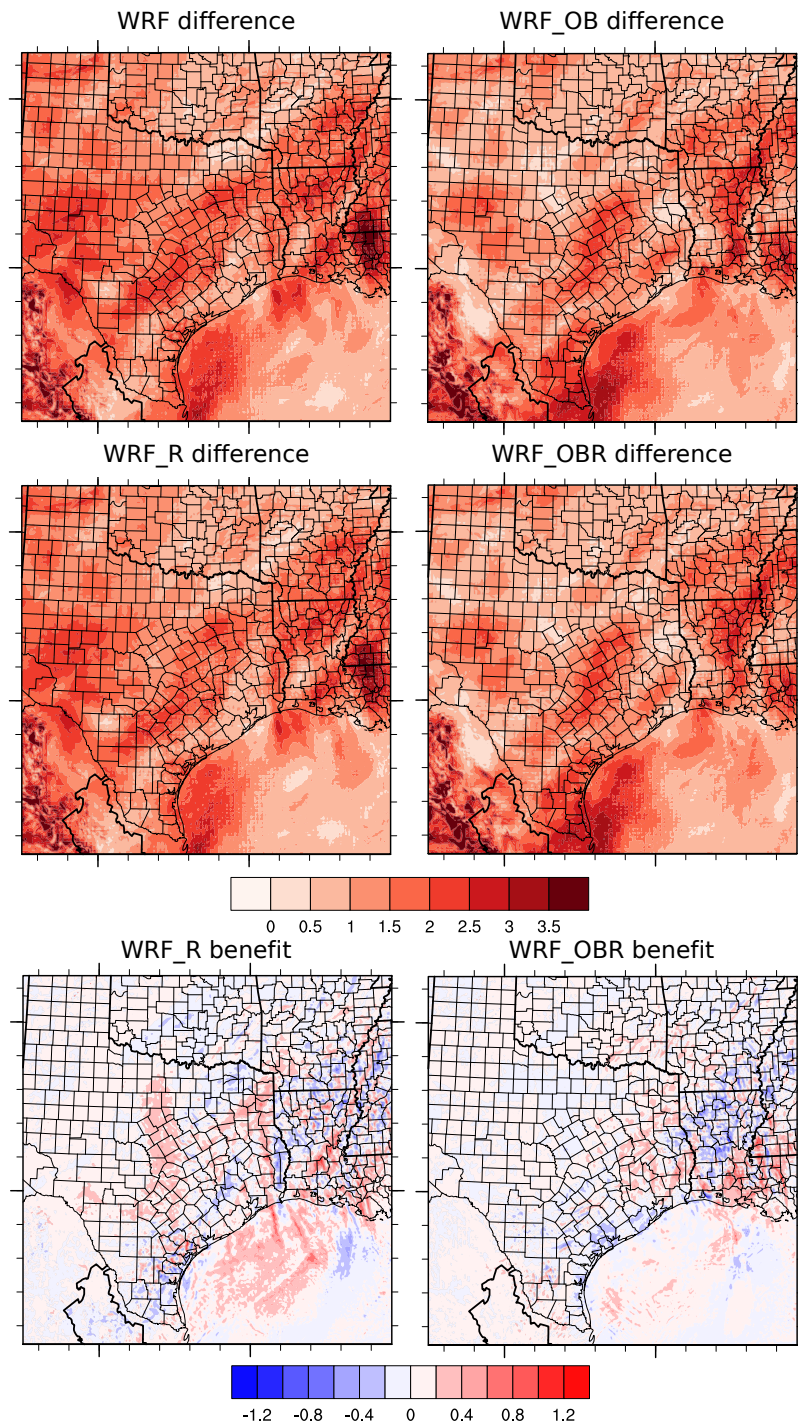 WRF difference WRF_OB difference
WRF_R difference WRF_OBR difference
0 0.5 1 1.5 2 2.5 3 3.5
WRF_R benefit WRF_OBR benefit
-1.2 -0.8 -0.4 0 0.4 0.8 1.2